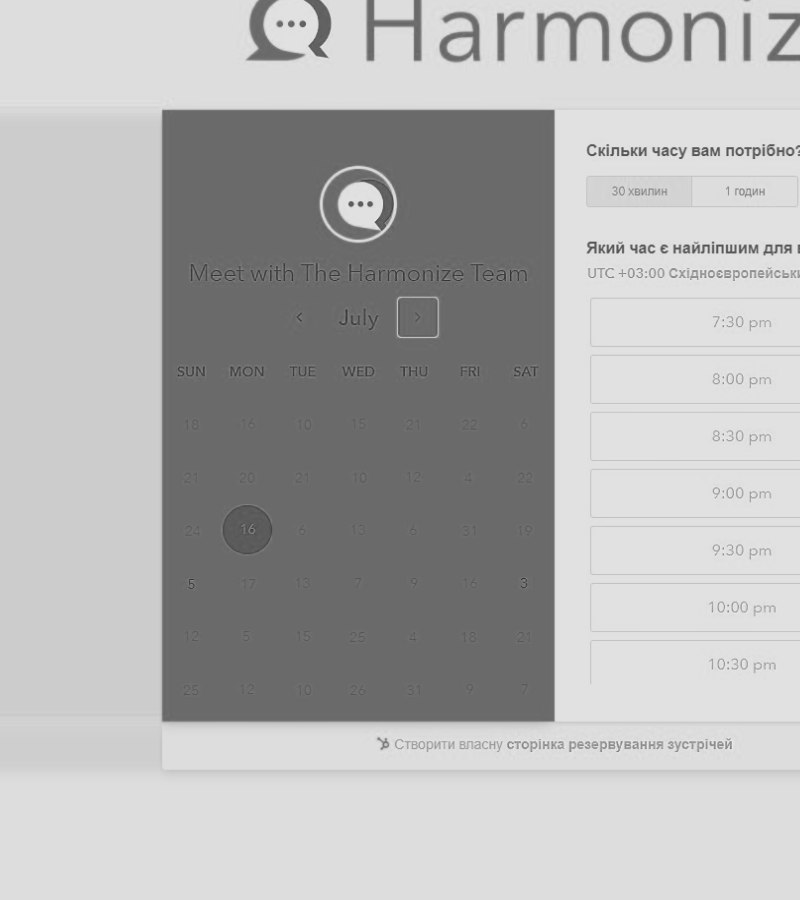 Harmoniz
Meet with The Harmonize Team
July
SUN MON TUE WED THU FRI SAT
18 16 10 15 21 22 6
21 20 21 10 12 4 22
24 16 6 13 6 31 19
5 17 13 7 9 16 3
12 5 15 25 4 18 21
25 12 10 26 31 9 7
Скільки часу вам потрібно?
30 хвилин 1 годин
Який час є найліпшим для
UTC +03:00 Східноєвропейськ
7:30 pm
8:00 pm
8:30 pm
9:00 pm
9:30 pm
10:00 pm
10:30 pm
Створити власну сторінка резервування зустрічей